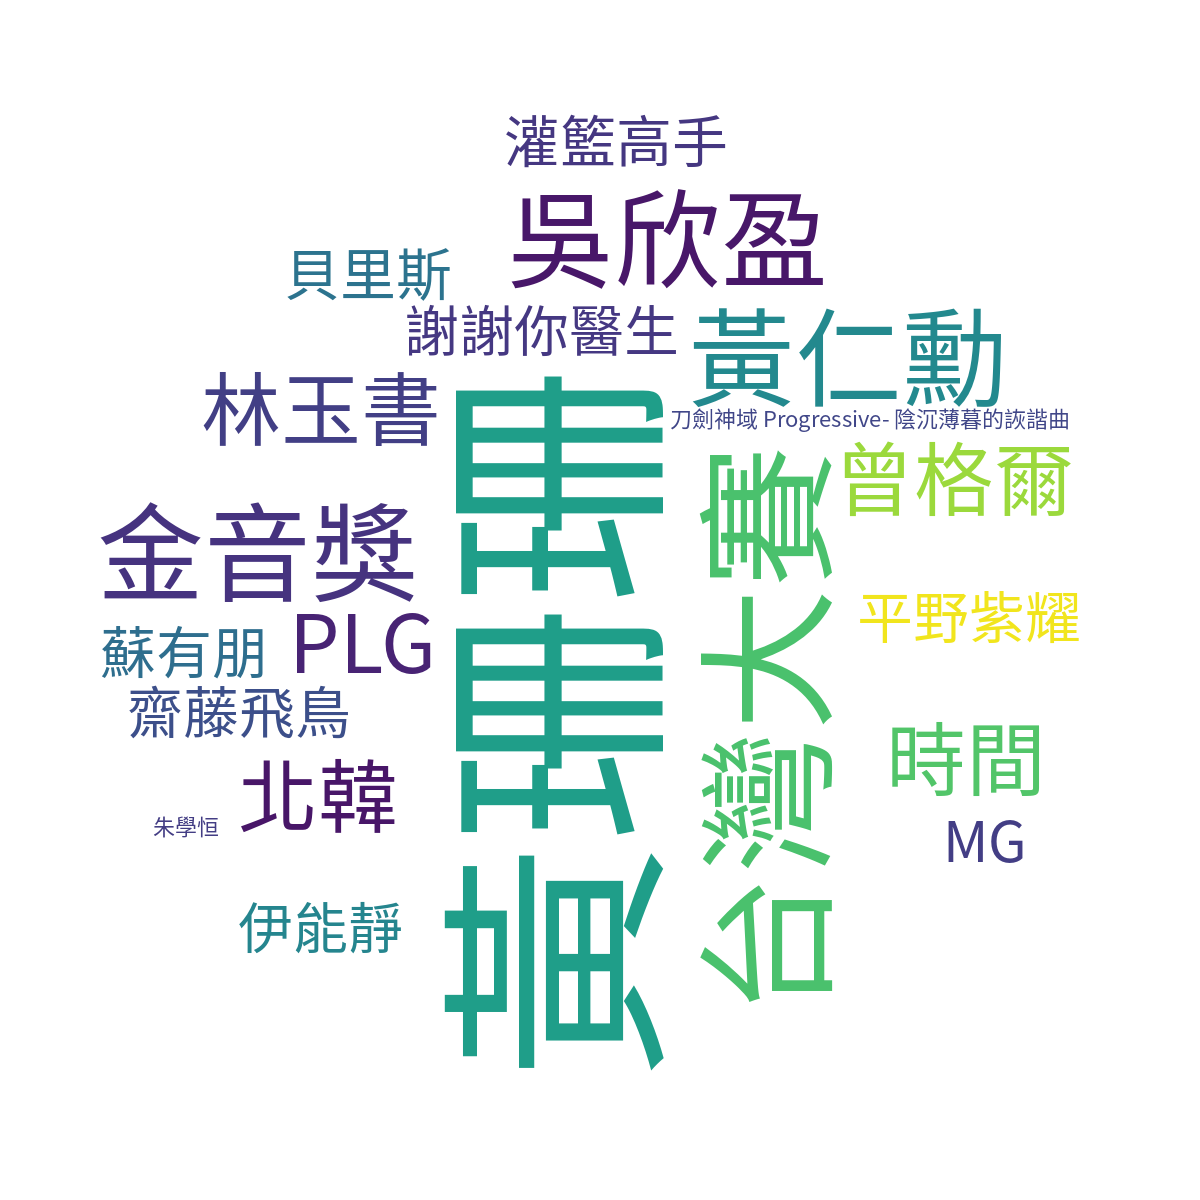 灌籃高手
吳欣盈
貝里斯
謝謝你醫生
黃仁勳
林玉書
刀劍神域 Progressive- 陰沉薄暮的詼諧曲
黃珊珊
台灣大賽
曾格爾
金音獎
平野紫耀
PLG
蘇有朋
齋藤飛鳥
時間
北韓
朱學恒
MG
伊能靜